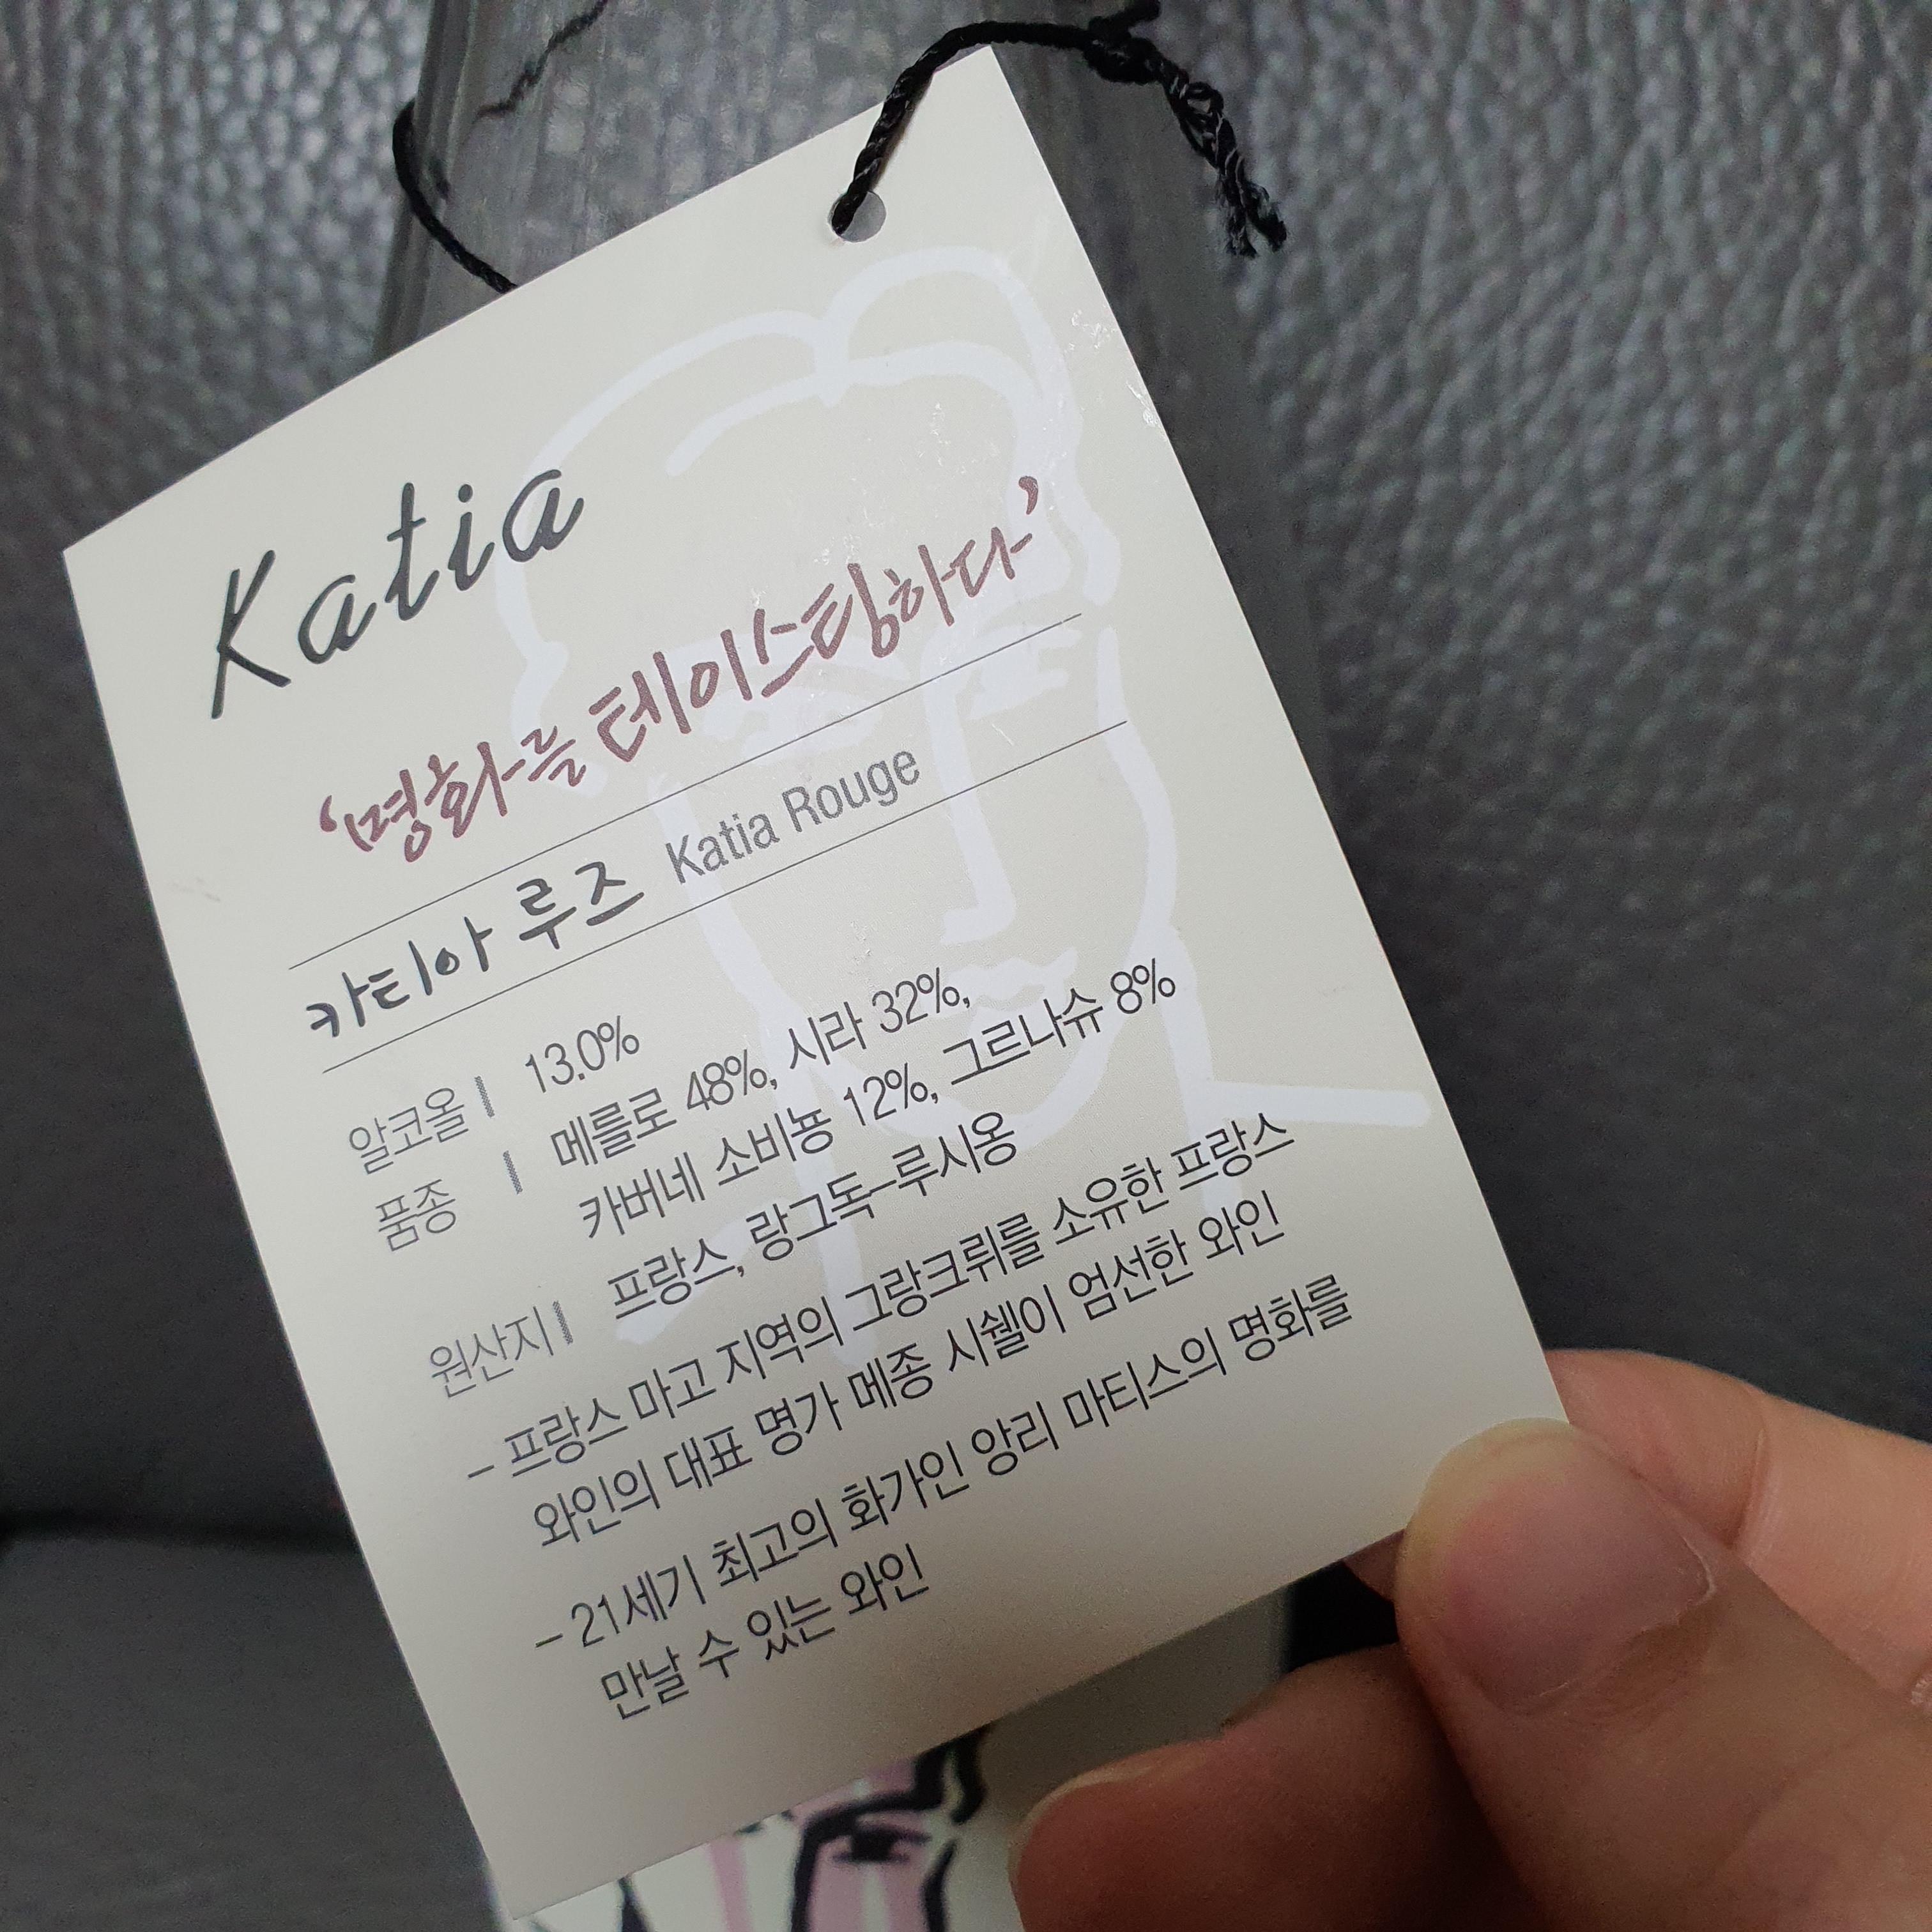 Katia
'명화를 테이스팅하다'
카티아 루즈 Katia Rouge
알코올 | 13.0%
품종 | 메를로 48%, 시라 32%,
카버네 소비뇽 12%, 그르나슈 8%
원산지 | 프랑스, 랑그독-루시옹
- 프랑스 마고 지역의 그랑크뤼를 소유한 프랑스
와인의 대표 명가 메종 시쉘이 엄선한 와인
- 21세기 최고의 화가인 앙리 마티스의 명화를
만날 수 있는 와인